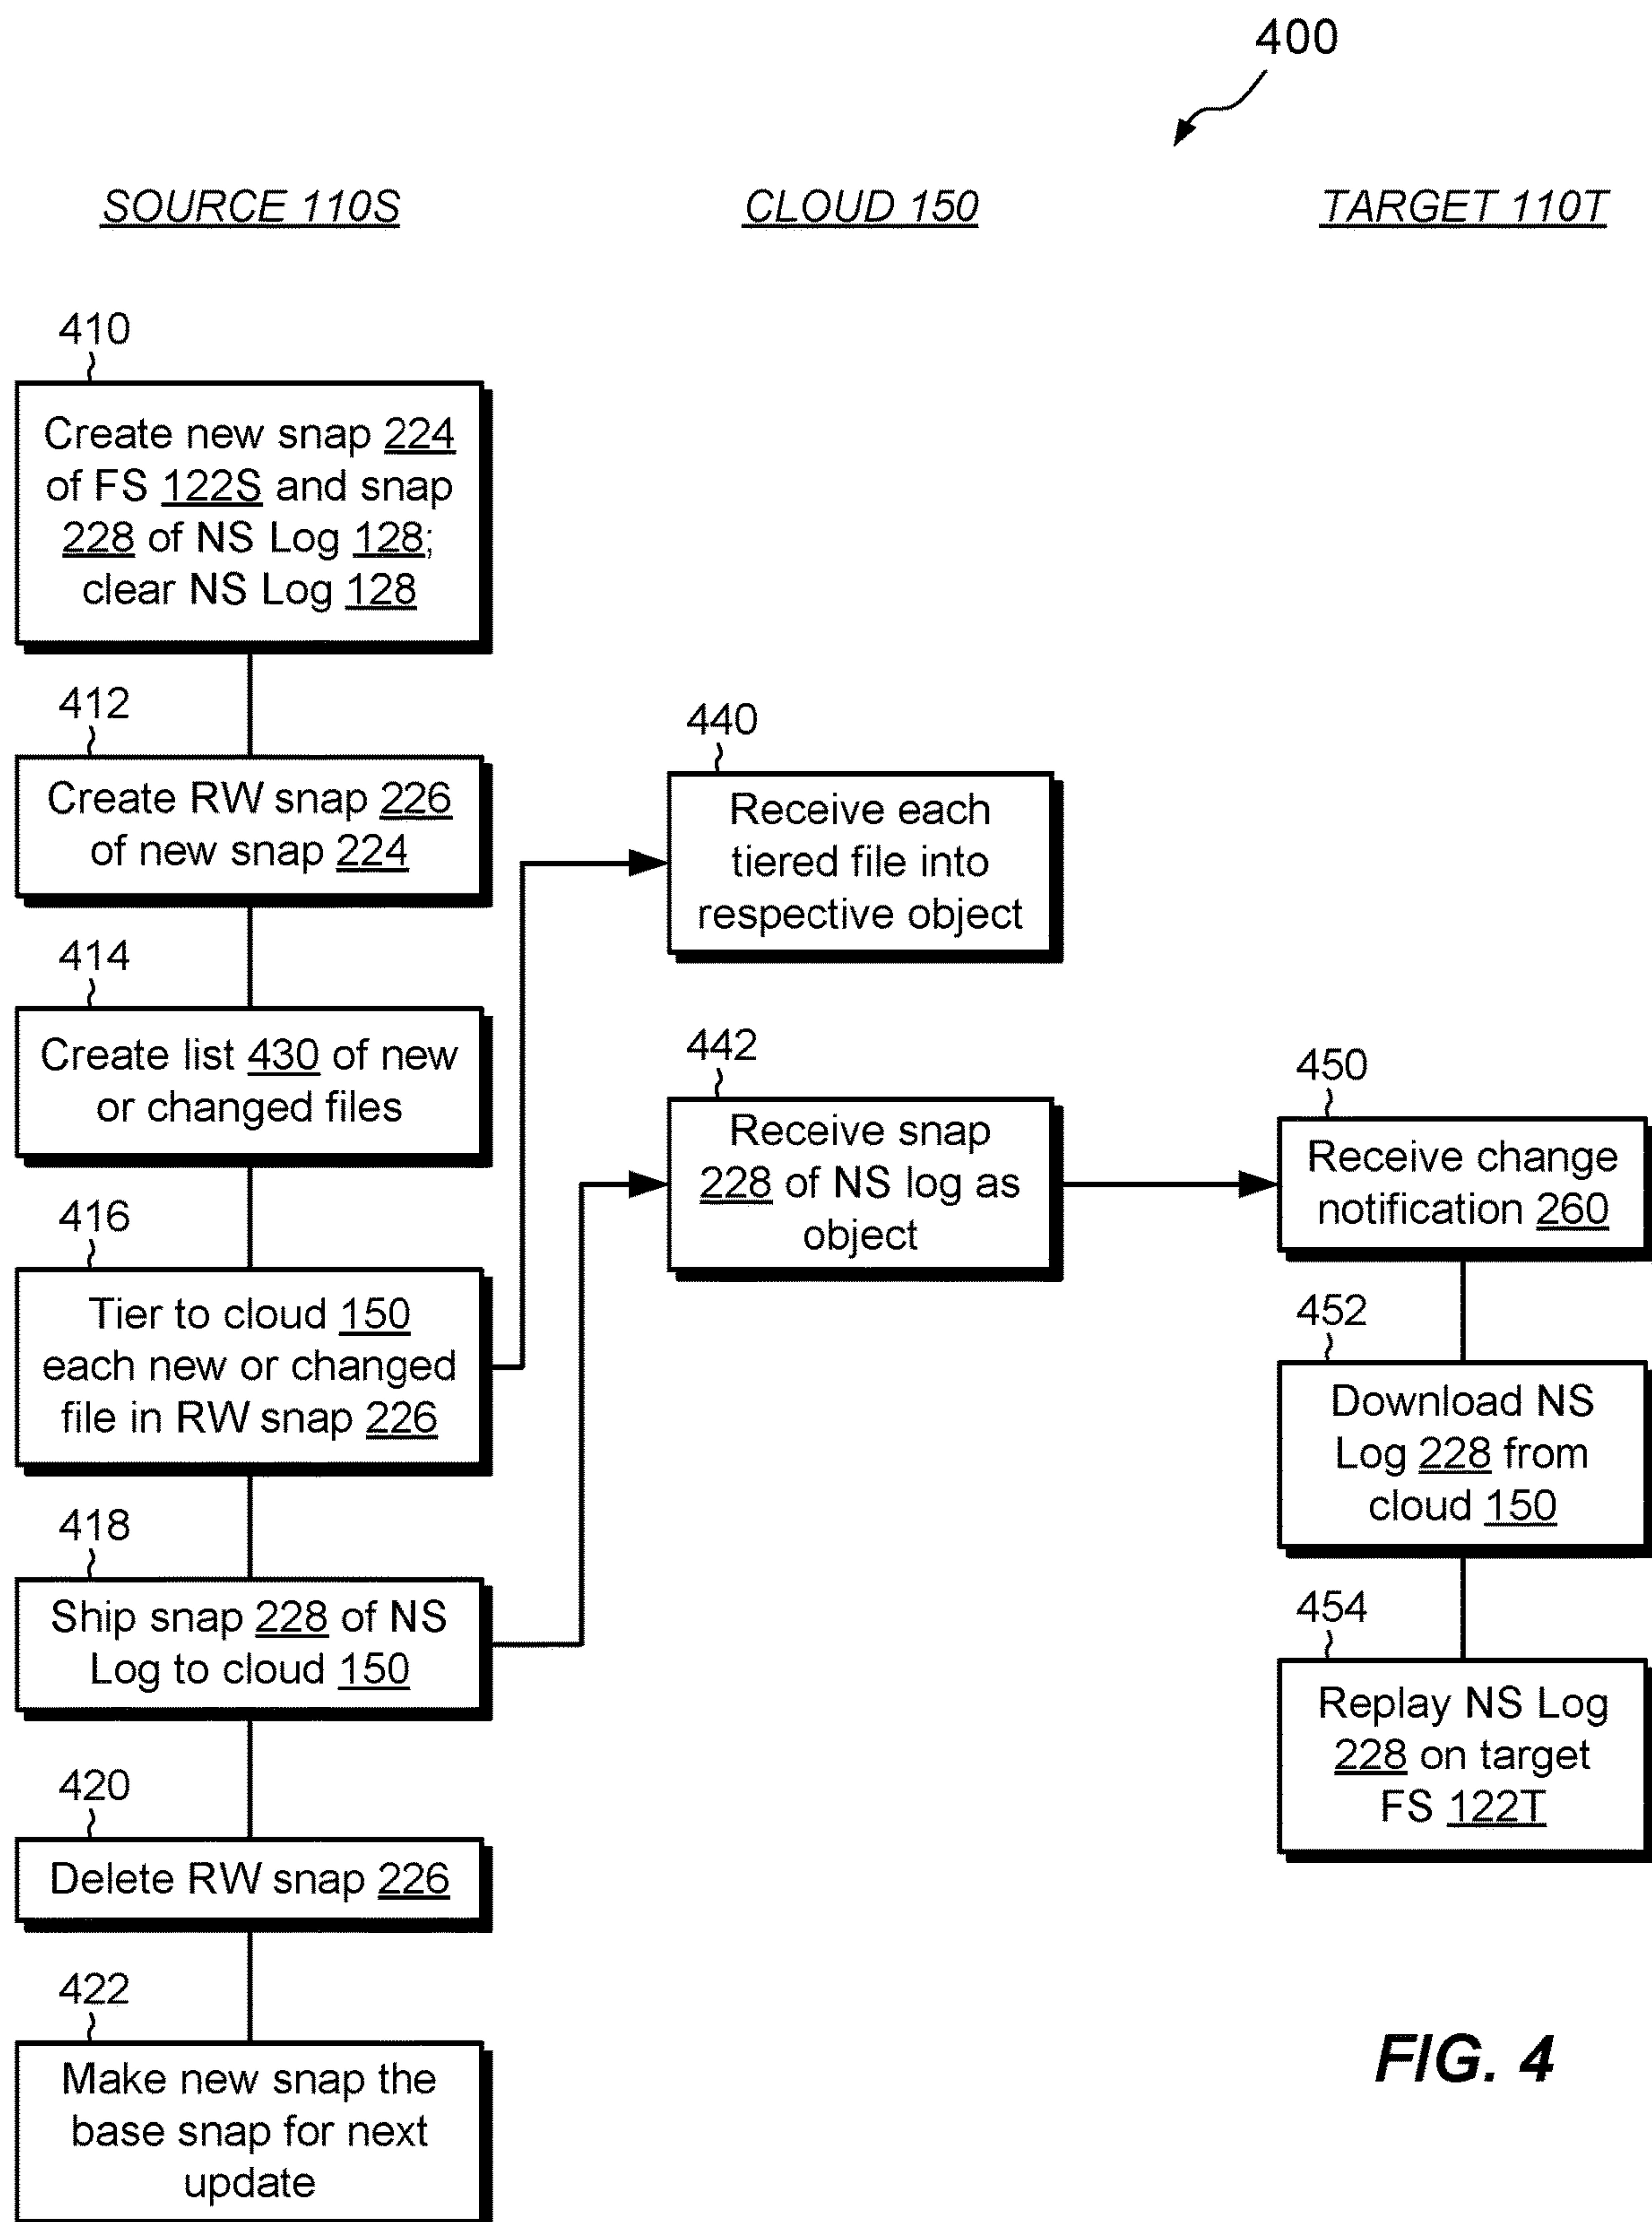 400
SOURCE 110S
CLOUD 150
TARGET 110T
410
Create new snap 224
of FS 122S and snap
228 of NS Log 128;
clear NS Log 128
412
Create RW snap 226
of new snap 224
414
Create list 430 of new
or changed files
416
Tier to cloud 150
each new or changed
file in RW snap 226
418
Ship snap 228 of NS
Log to cloud 150
420
Delete RW snap 226
422
Make new snap the
base snap for next
update
440
Receive each
tiered file into
respective object
442
Receive snap
228 of NS log as
object
450
Receive change
notification 260
452
Download NS
Log 228 from
cloud 150
454
Replay NS Log
228 on target
FS 122T
FIG. 4